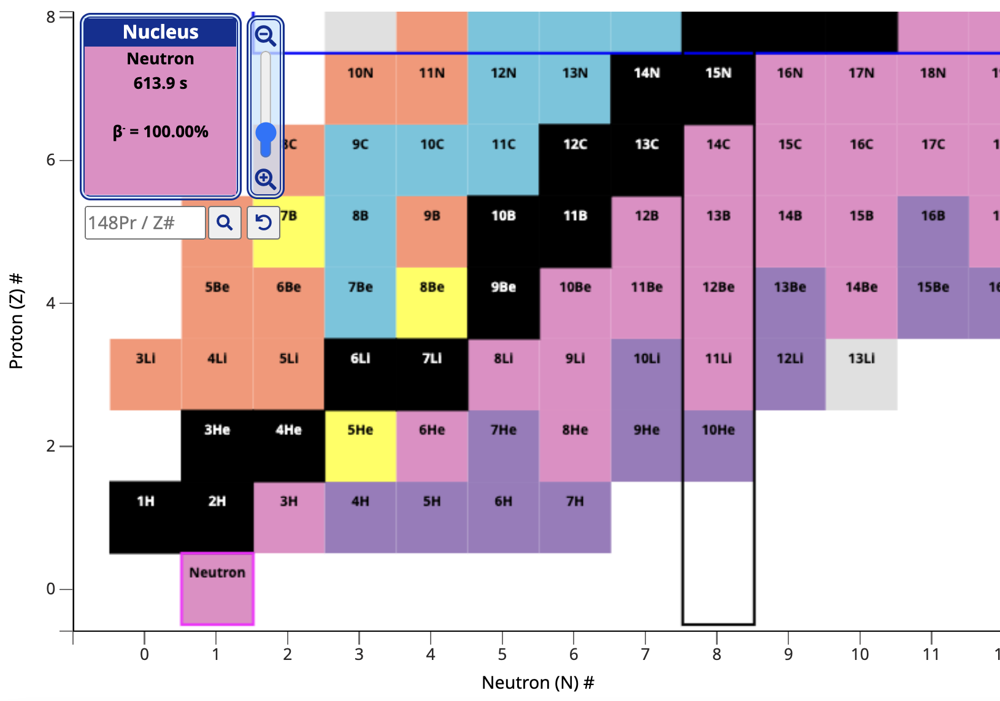 8
Nucleus
Neutron
613.9 s
β- = 100.00%
148Pr / Z#
10N 11N 12N 13N 14N 15N 16N 17N 18N
6
8C 9C 10C 11C 12C 13C 14C 15C 16C 17C
7B 8B 9B 10B 11B 12B 13B 14B 15B 16B
4
5Be 6Be 7Be 8Be 9Be 10Be 11Be 12Be 13Be 14Be 15Be 16
3Li 4Li 5Li 6Li 7Li 8Li 9Li 10Li 11Li 12Li 13Li
2
3He 4He 5He 6He 7He 8He 9He 10He
1H 2H 3H 4H 5H 6H 7H
0
Neutron
0 1 2 3 4 5 6 7 8 9 10 11
Proton (Z) #
Neutron (N) #